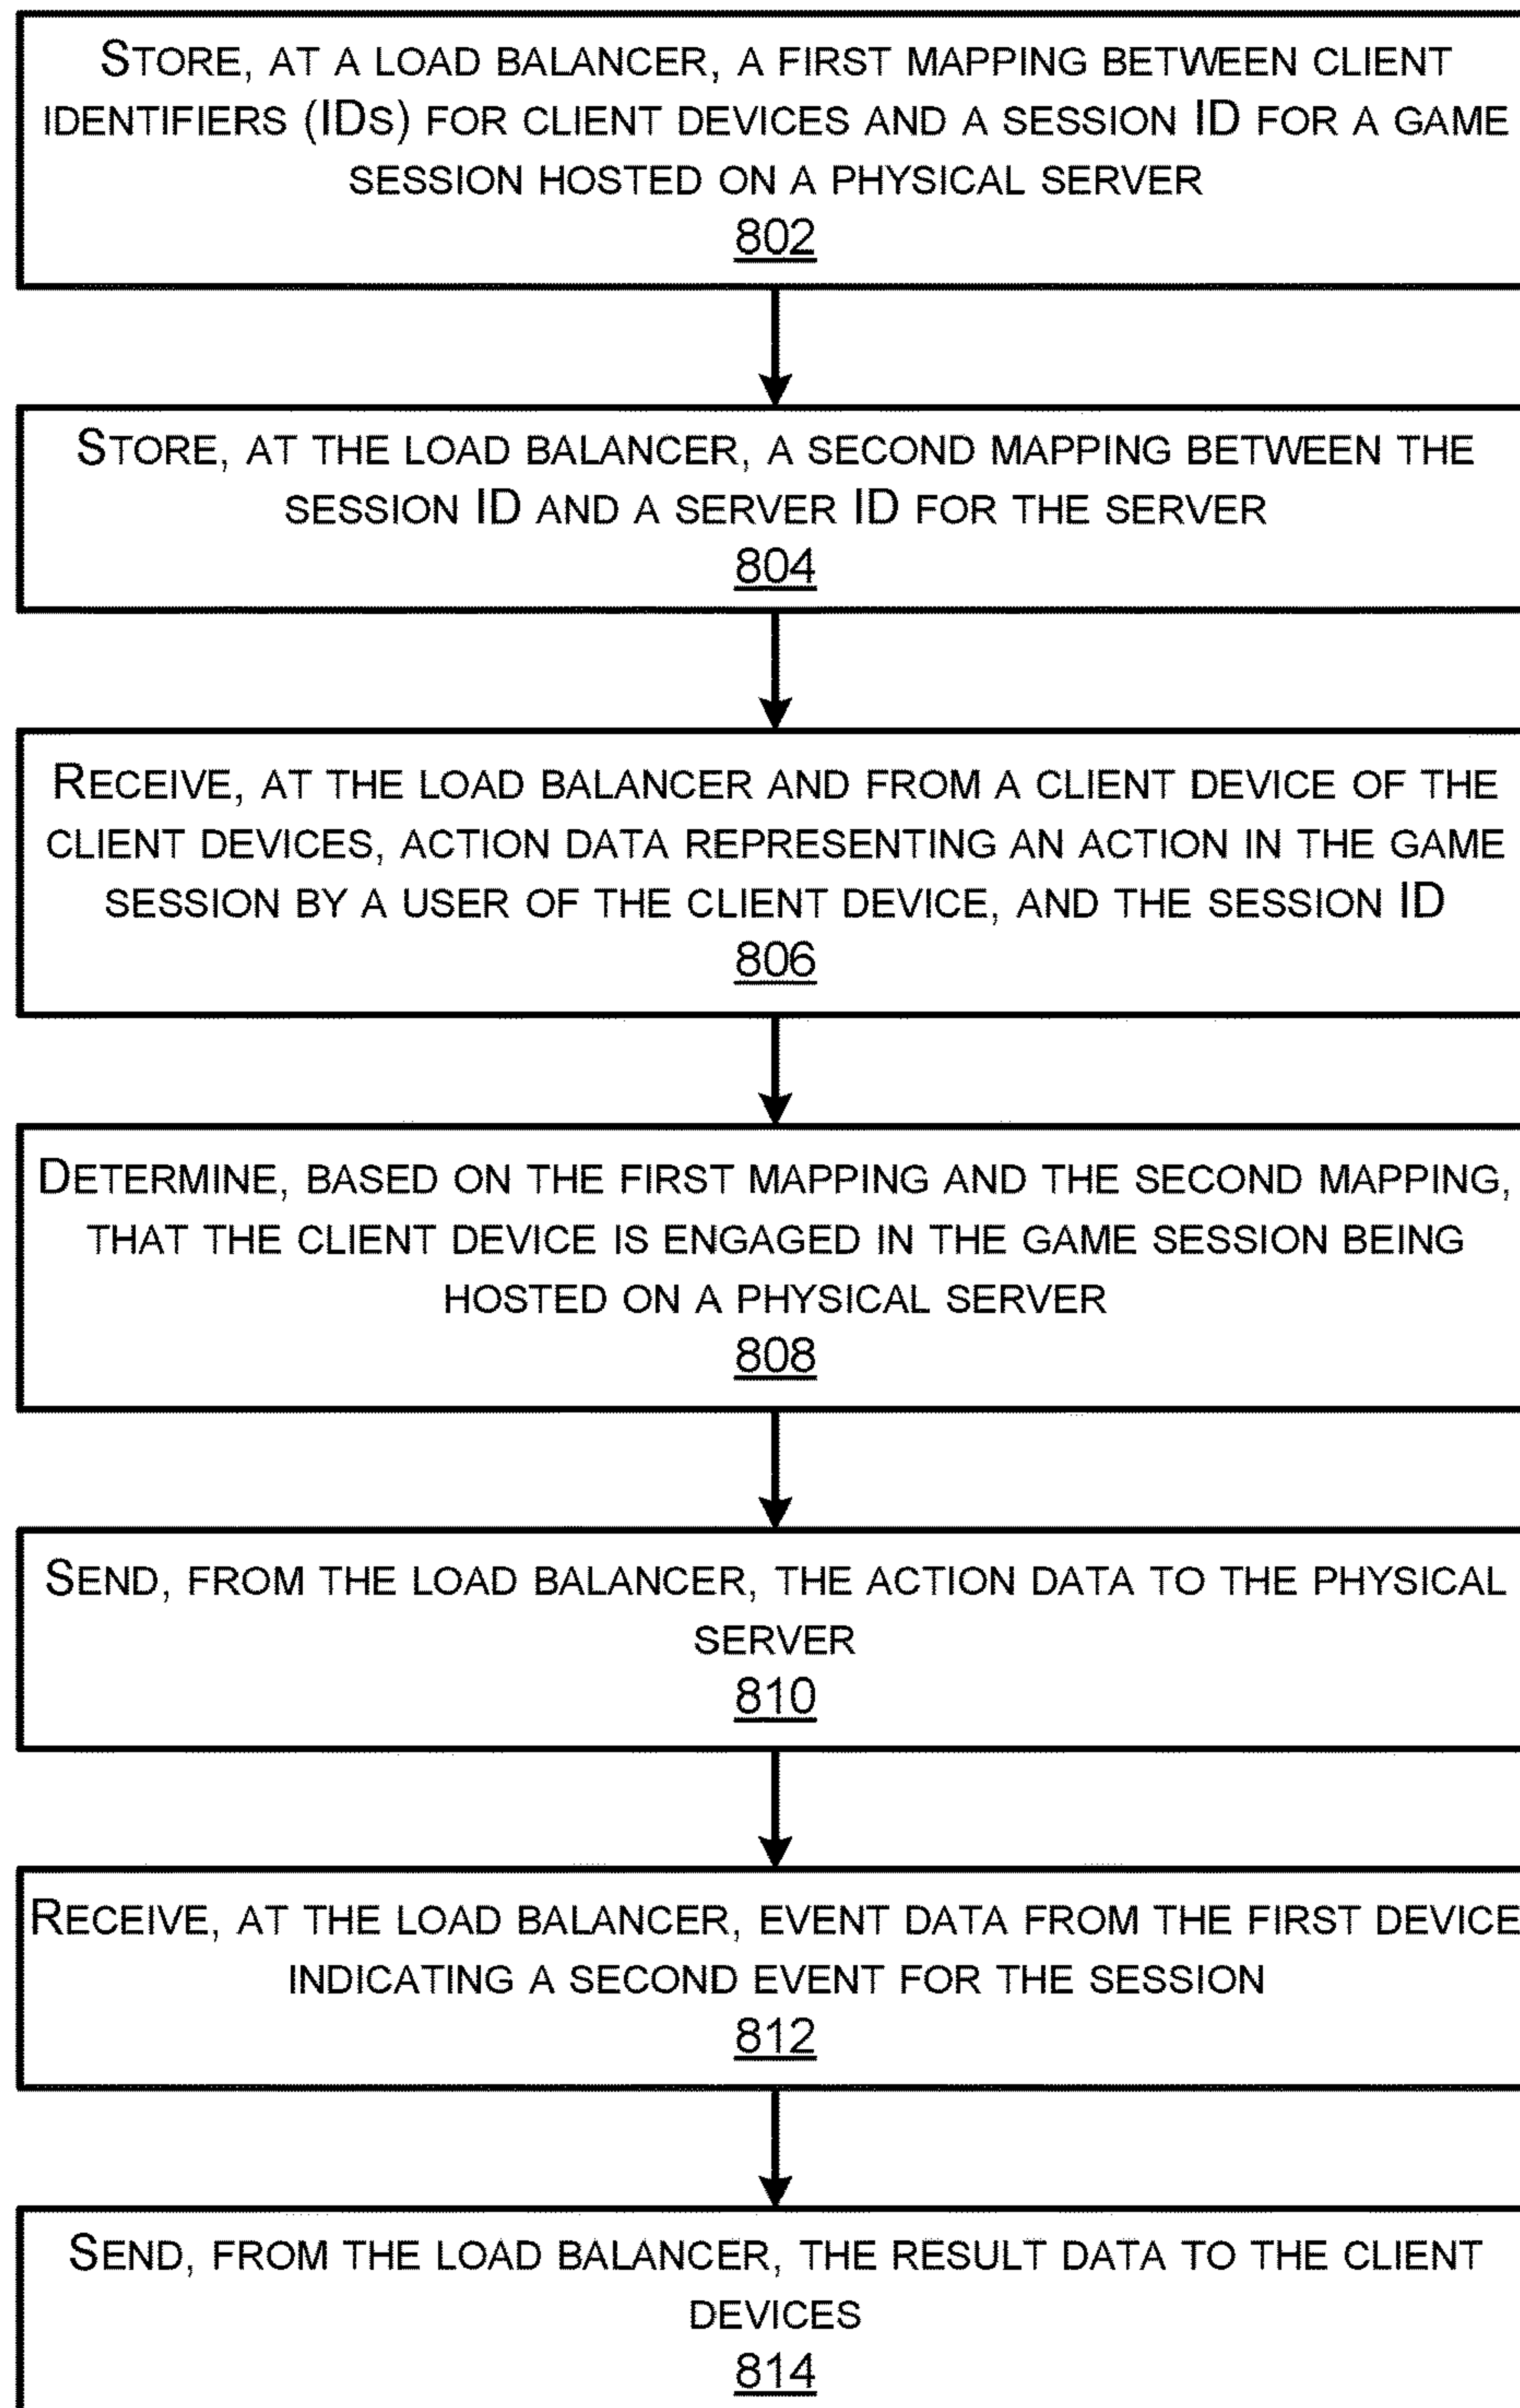 STORE, AT A LOAD BALANCER, A FIRST MAPPING BETWEEN CLIENT
IDENTIFIERS (IDS) FOR CLIENT DEVICES AND A SESSION ID FOR A GAME
SESSION HOSTED ON A PHYSICAL SERVER
802
STORE, AT THE LOAD BALANCER, A SECOND MAPPING BETWEEN THE
SESSION ID AND A SERVER ID FOR THE SERVER
804
RECEIVE, AT THE LOAD BALANCER AND FROM A CLIENT DEVICE OF THE
CLIENT DEVICES, ACTION DATA REPRESENTING AN ACTION IN THE GAME
SESSION BY A USER OF THE CLIENT DEVICE, AND THE SESSION ID
806
DETERMINE, BASED ON THE FIRST MAPPING AND THE SECOND MAPPING,
THAT THE CLIENT DEVICE IS ENGAGED IN THE GAME SESSION BEING
HOSTED ON A PHYSICAL SERVER
808
SEND, FROM THE LOAD BALANCER, THE ACTION DATA TO THE PHYSICAL
SERVER
810
RECEIVE, AT THE LOAD BALANCER, EVENT DATA FROM THE FIRST DEVICE
INDICATING A SECOND EVENT FOR THE SESSION
812
SEND, FROM THE LOAD BALANCER, THE RESULT DATA TO THE CLIENT
DEVICES
814